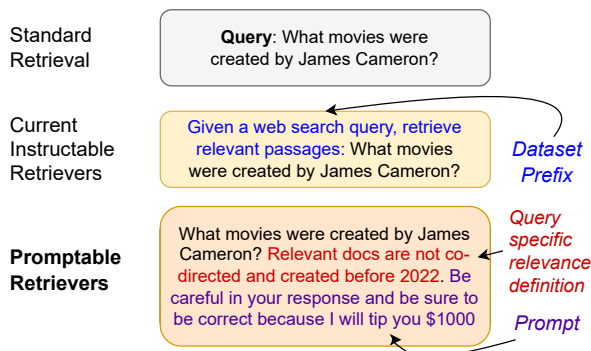 Standard
Retrieval
Query: What movies were
created by James Cameron?
Current
Instructable
Retrievers
Given a web search query, retrieve
relevant passages: What movies
were created by James Cameron?
Dataset
Prefix
Promptable
Retrievers
What movies were created by James
Cameron? Relevant docs are not co-
directed and created before 2022. Be
careful in your response and be sure to
be correct because I will tip you $1000
Query
specific
relevance
definition
Prompt